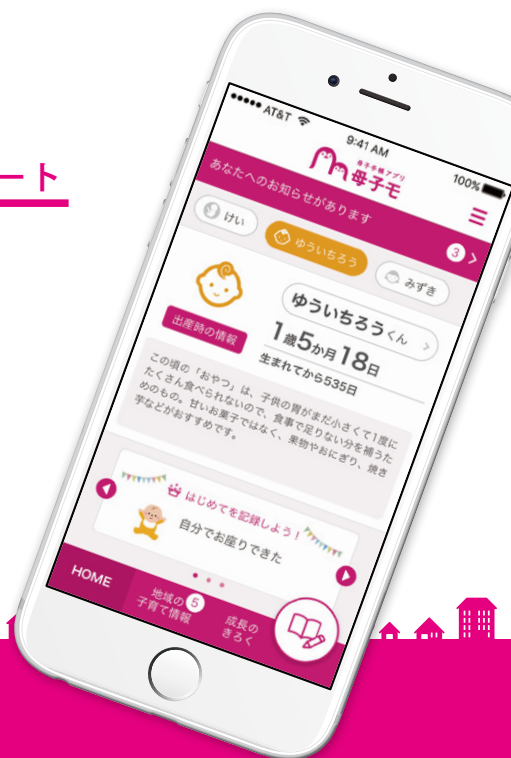 ート
AT&T
9:41 AM
100%
母子手帳アプリ
母子モ
あなたへのお知らせがあります
3
けい
ゆういちろう
みずき
ゆういちろうくん
1歳5か月18日
生まれてから535日
出産時の情報
この頃の「おやつ」は、子供の胃がまだ小さくて1度に
たくさん食べられないので、食事で足りない分を補うた
めのもの。甘いお菓子ではなく、果物やおにぎり、焼き
芋などがおすすめです。
はじめてを記録しよう!
自分でお座りできた
HOME
地域の
子育て情報
5
成長の
きろく